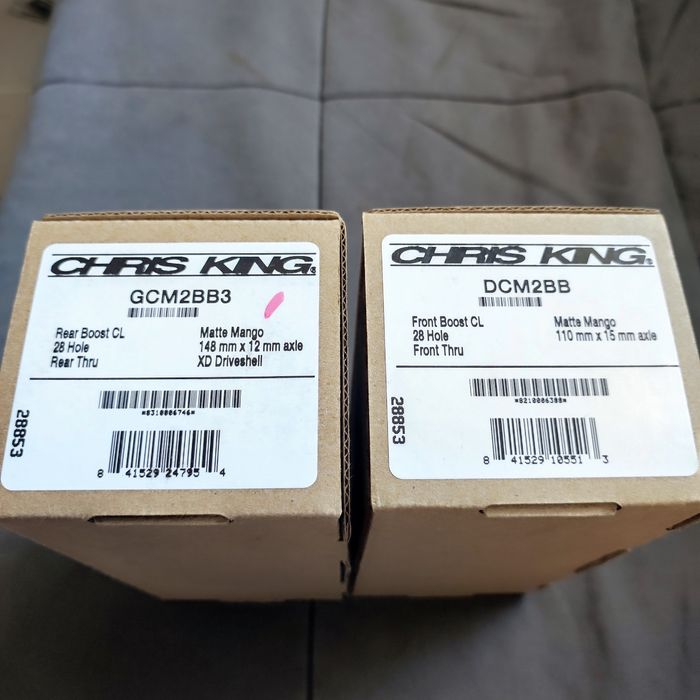 CHRIS KING®
GCM2BB3
Rear Boost CL Matte Mango
28 Hole 148 mm x 12 mm axle
Rear Thru XD Driveshell
*8310006746*
8 41529 24795 4
28853
CHRIS KING®
DCM2BB
Front Boost CL Matte Mango
28 Hole 110 mm x 15 mm axle
Front Thru
*8210006388*
8 41529 10551 3
28853